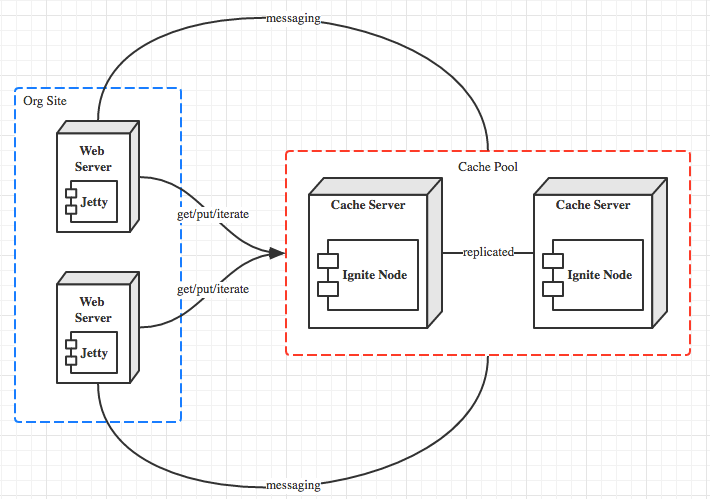 messaging
Org Site
Web
Server
Jetty
get/put/iterate
Web
Server
Jetty
get/put/iterate
Cache Pool
Cache Server
Ignite Node
replicated
Cache Server
Ignite Node
messaging